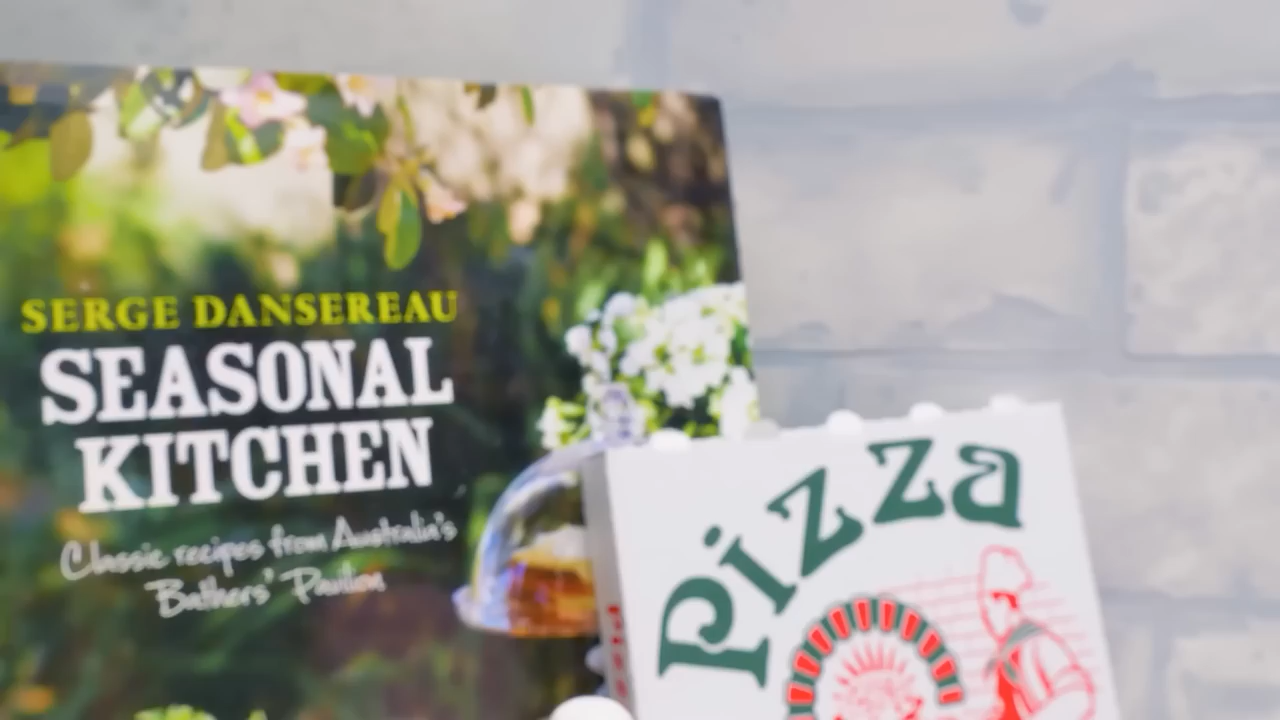 SERGE DANSEREAU
SEASONAL
KITCHEN
Classic recipes from Australia's
Bathers' Pavilion
Pizza